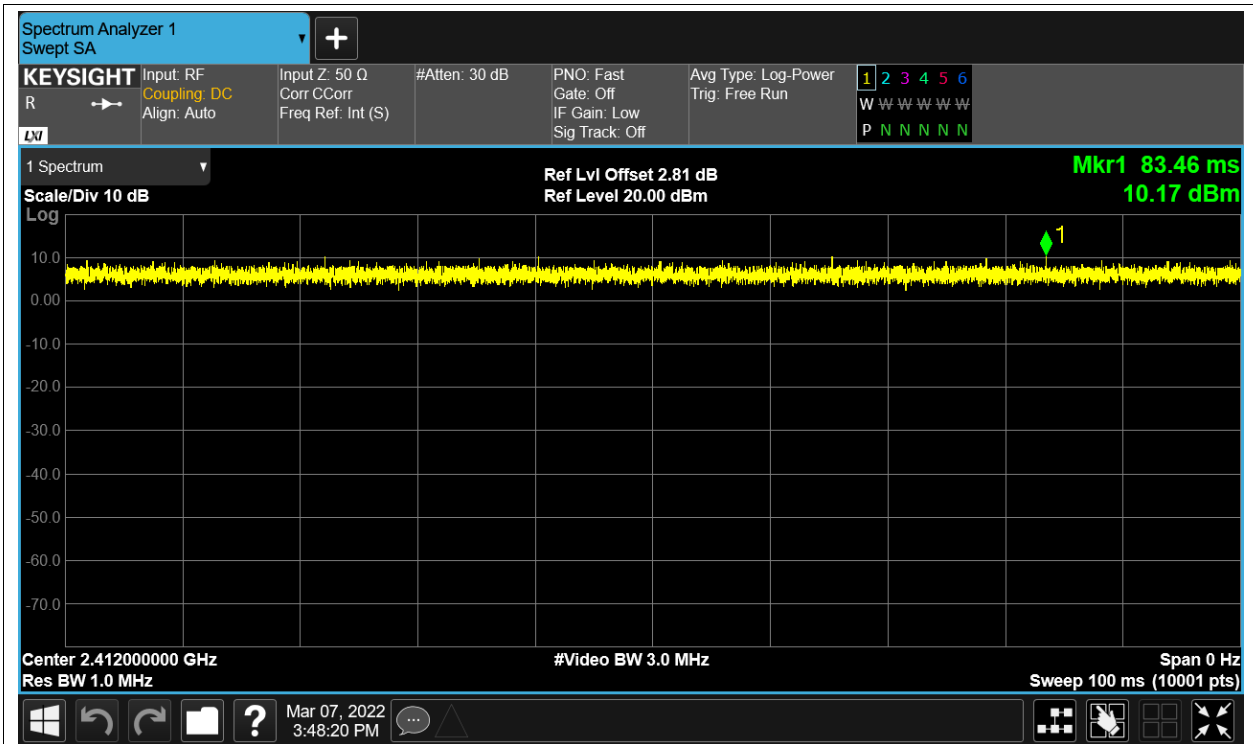 Spectrum Analyzer 1
Swept SA
KEYSIGHT
R
LXI
Input: RF
Coupling: DC
Align: Auto
Input Z: 50 Ω
Corr CCorr
Freq Ref: Int (S)
#Atten: 30 dB
PNO: Fast
Gate: Off
IF Gain: Low
Sig Track: Off
Avg Type: Log-Power
Trig: Free Run
1 2 3 4 5 6
W W W W W W
P N N N N N
1 Spectrum
Scale/Div 10 dB
Ref Lvl Offset 2.81 dB
Ref Level 20.00 dBm
Mkr1 83.46 ms
10.17 dBm
Log
1
10.0
0.00
-10.0
-20.0
-30.0
-40.0
-50.0
-60.0
-70.0
Center 2.412000000 GHz
Res BW 1.0 MHz
#Video BW 3.0 MHz
Span 0 Hz
Sweep 100 ms (10001 pts)
?
Mar 07, 2022
3:48:20 PM